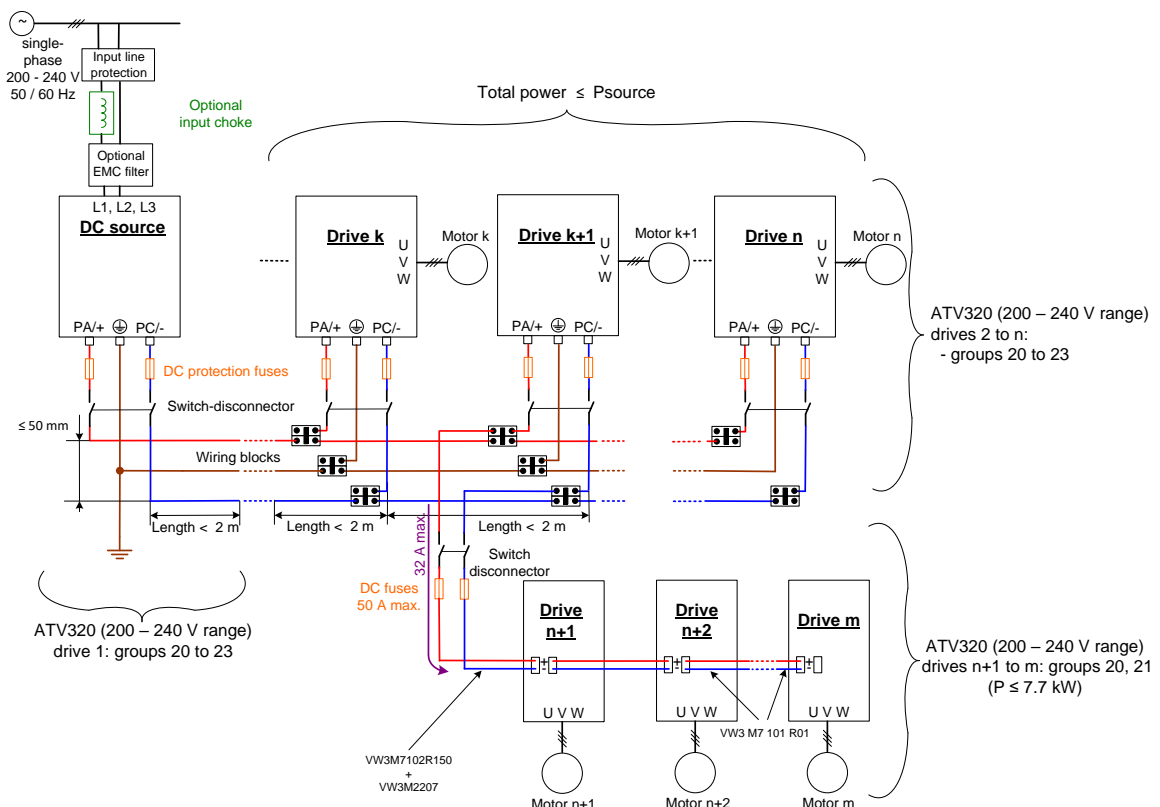 ~
single-
phase
200 - 240 V
50 / 60 Hz
Input line
protection
Optional
input choke
Optional
EMC filter
Total power ≤ Psource
L1, L2, L3
DC source
PA/+
PC/-
Drive k
U
V
W
Motor k
PA/+
PC/-
Drive k+1
U
V
W
Motor k+1
PA/+
PC/-
Drive n
U
V
W
Motor n
PA/+
PC/-
ATV320 (200 – 240 V range)
drives 2 to n:
- groups 20 to 23
DC protection fuses
Switch-disconnector
≤ 50 mm
Wiring blocks
Length < 2 m
Length < 2 m
Length < 2 m
32 A max.
Switch
disconnector
DC fuses
50 A max.
ATV320 (200 – 240 V range)
drive 1: groups 20 to 23
Drive
n+1
+
-
U V W
Motor n+1
Drive
n+2
+
-
U V W
Motor n+2
Drive m
+
-
U V W
Motor m
VW3 M7 101 R01
VW3M7102R150
+
VW3M2207
ATV320 (200 – 240 V range)
drives n+1 to m: groups 20, 21
(P ≤ 7.7 kW)